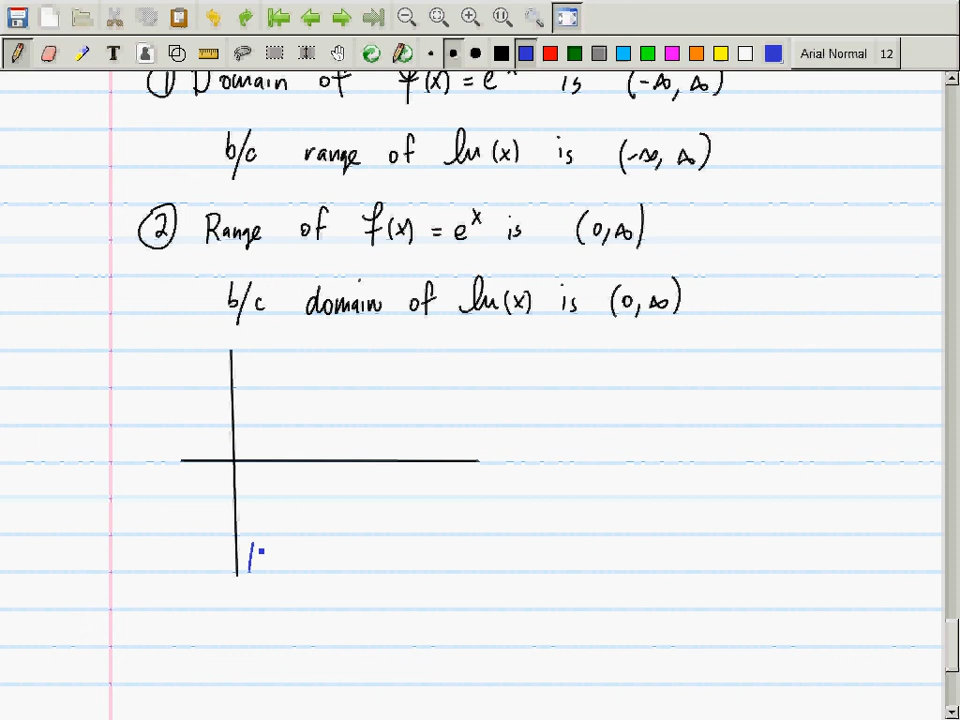 Arial Normal 12
① Domain of f(x) = e^x is (-∞, ∞)
b/c range of ln(x) is (-∞, ∞)
② Range of f(x) = e^x is (0, ∞)
b/c domain of ln(x) is (0, ∞)